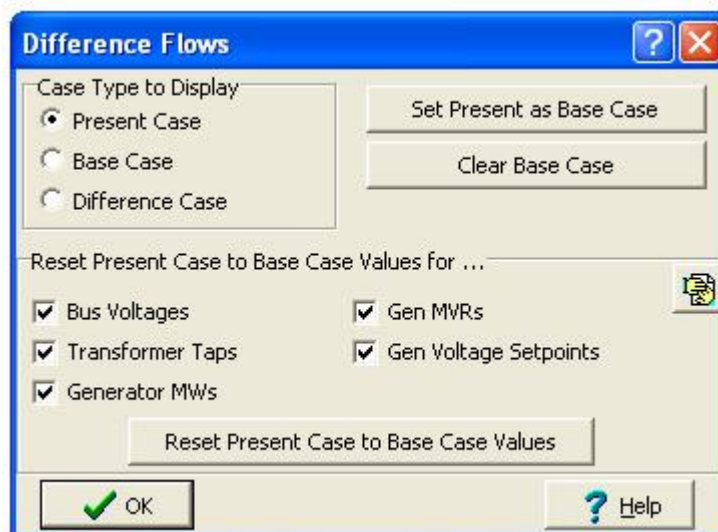 Difference Flows
Case Type to Display
Present Case
Base Case
Difference Case
Set Present as Base Case
Clear Base Case
Reset Present Case to Base Case Values for ...
Bus Voltages
Transformer Taps
Generator MWs
Gen MVRs
Gen Voltage Setpoints
Reset Present Case to Base Case Values
OK
? Help